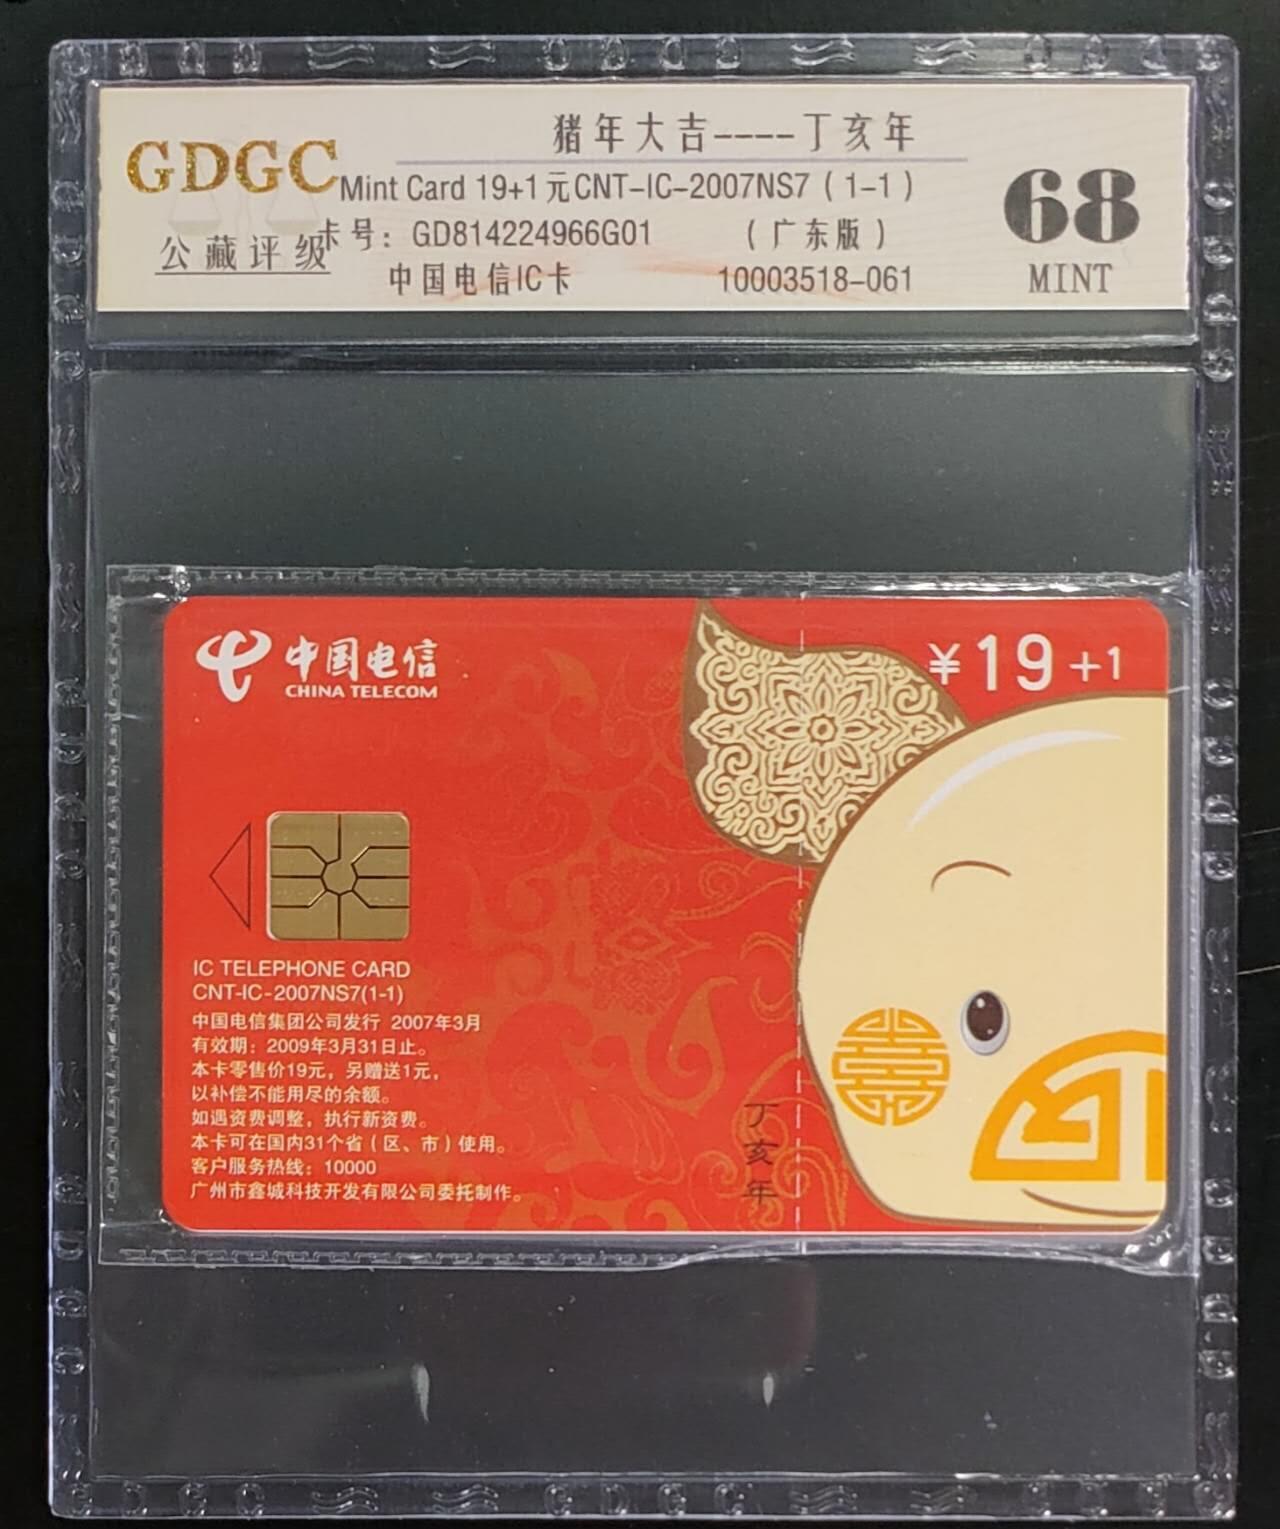 GDGC
公藏评级
猪年大吉----丁亥年
Mint Card 19+1元CNT-IC-2007NS7（1-1）
卡号：GD814224966G01 （广东版）
中国电信IC卡 10003518-061
68
MINT
中国电信
CHINA TELECOM
¥19+1
IC TELEPHONE CARD
CNT-IC-2007NS7(1-1)
中国电信集团公司发行 2007年3月
有效期：2009年3月31日止。
本卡零售价19元，另赠送1元，
以补偿不能用尽的余额。
如遇资费调整，执行新资费。
本卡可在国内31个省（区、市）使用。
客户服务热线：10000
广州市鑫城科技开发有限公司委托制作。
丁亥年